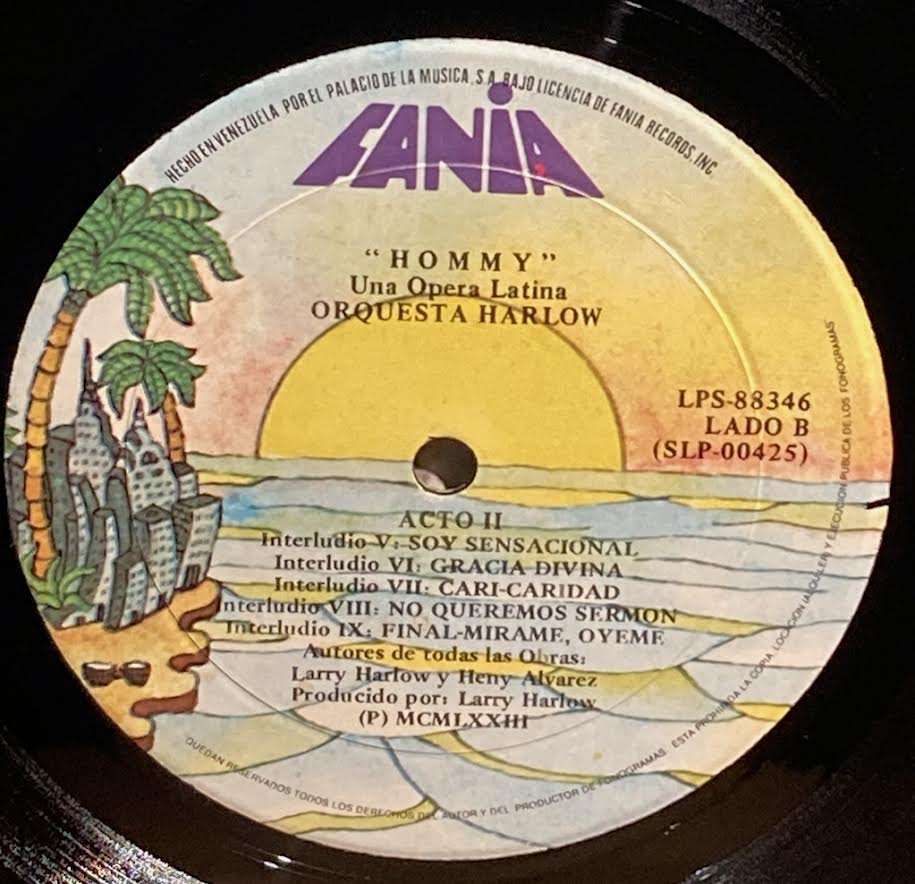 HECHO EN VENEZUELA POR EL PALACIO DE LA MUSICA, S.A. BAJO LICENCIA DE FANIA RECORDS, INC.
FANIA
“HOMMY”
Una Opera Latina
ORQUESTA HARLOW
LPS-88346
LADO B
(SLP-00425)
ACTO II
Interludio V: SOY SENSACIONAL
Interludio VI: GRACIA DIVINA
Interludio VII: CARI-CARIDAD
Interludio VIII: NO QUEREMOS SERMON
Interludio IX: FINAL-MIRAME, OYEME
Autores de todas las Obras:
Larry Harlow y Heny Alvarez
Producido por: Larry Harlow
(P) MCMLXXIII
QUEDAN RESERVADOS TODOS LOS DERECHOS DEL AUTOR Y DEL PRODUCTOR DE FONOGRAMAS. ESTA PROHIBIDA LA COPIA, LOCACION (ALQUILER) Y EJECUCION PUBLICA DE LOS FONOGRAMAS